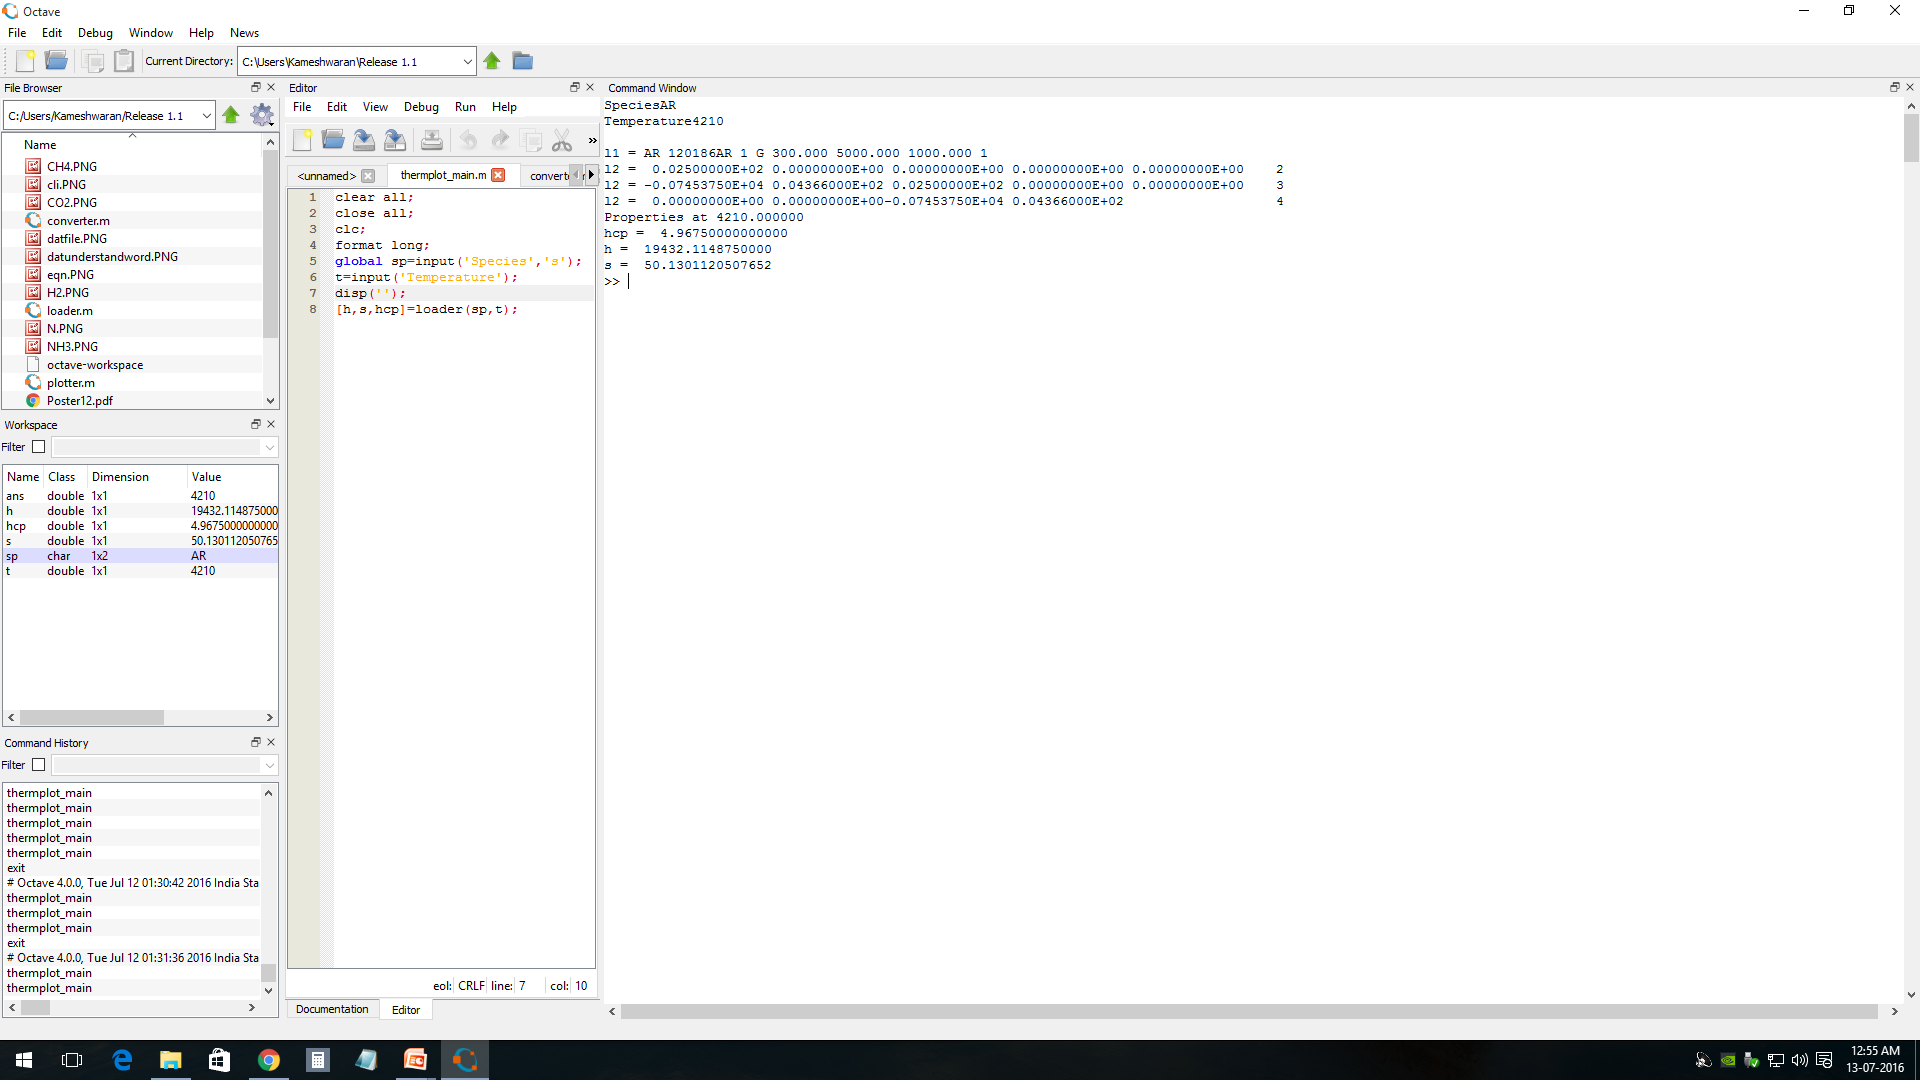 Octave
File Edit Debug Window Help News
Current Directory: C:\Users\Kameshwaran\Release 1.1
File Browser
C:/Users/Kameshwaran/Release 1.1
Name
CH4.PNG
cli.PNG
CO2.PNG
converter.m
datfile.PNG
datunderstandword.PNG
eqn.PNG
H2.PNG
loader.m
N.PNG
NH3.PNG
octave-workspace
plotter.m
Poster12.pdf
Workspace
Filter
Name Class Dimension Value
ans double 1x1 4210
h double 1x1 19432.114875000
hcp double 1x1 4.9675000000000
s double 1x1 50.130112050765
sp char 1x2 AR
t double 1x1 4210
Command History
Filter
thermplot_main
thermplot_main
thermplot_main
thermplot_main
thermplot_main
exit
# Octave 4.0.0, Tue Jul 12 01:30:42 2016 India Sta
thermplot_main
thermplot_main
thermplot_main
exit
# Octave 4.0.0, Tue Jul 12 01:31:36 2016 India Sta
thermplot_main
thermplot_main
Editor
File Edit View Debug Run Help
»
<unnamed> thermplot_main.m
1 clear all;
2 close all;
3 clc;
4 format long;
5 global sp=input('Species','s');
6 t=input('Temperature');
7 disp('');
8 [h,s,hcp]=loader(sp,t);
eol: CRLF line: 7 col: 10
Documentation Editor
Command Window
SpeciesAR
Temperature4210
l1 = AR 120186AR 1 G 300.000 5000.000 1000.000 1
l2 = 0.02500000E+02 0.00000000E+00 0.00000000E+00 0.00000000E+00 0.00000000E+00 2
l2 = -0.07453750E+04 0.04366000E+02 0.02500000E+02 0.00000000E+00 0.00000000E+00 3
l2 = 0.00000000E+00 0.00000000E+00-0.07453750E+04 0.04366000E+02 4
Properties at 4210.000000
hcp = 4.96750000000000
h = 19432.1148750000
s = 50.1301120507652
>>
12:55 AM
13-07-2016